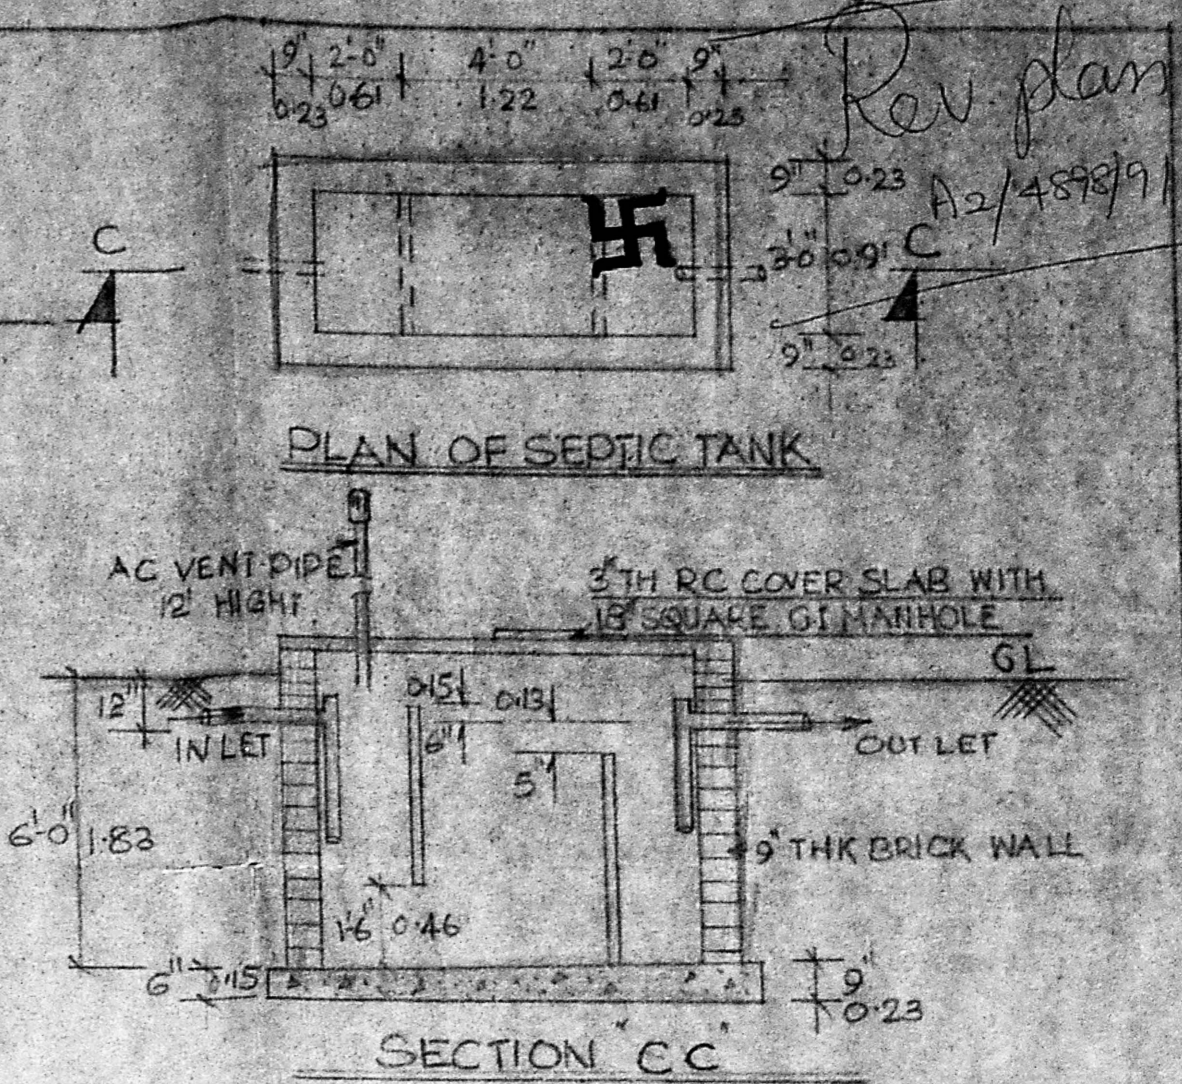 9" 2'-0" 4'-0" 2'-0 9"
0.23 0.61 1.22 0.61 0.23
Rev. plan
A2/4898/91
9" 0.23
C 3'-0" 0.91 C
9" 0.23
PLAN OF SEPTIC TANK
AC VENT PIPE
12' HIGHT
3"TH RC COVER SLAB WITH
18" SQUARE GI MANHOLE
GL
12"
0.15 0.13
INLET
6"
5"
OUTLET
6'-0" 1.83
9" THK BRICK WALL
1'-6" 0.46
6" 0.15
9"
0.23
SECTION "CC"